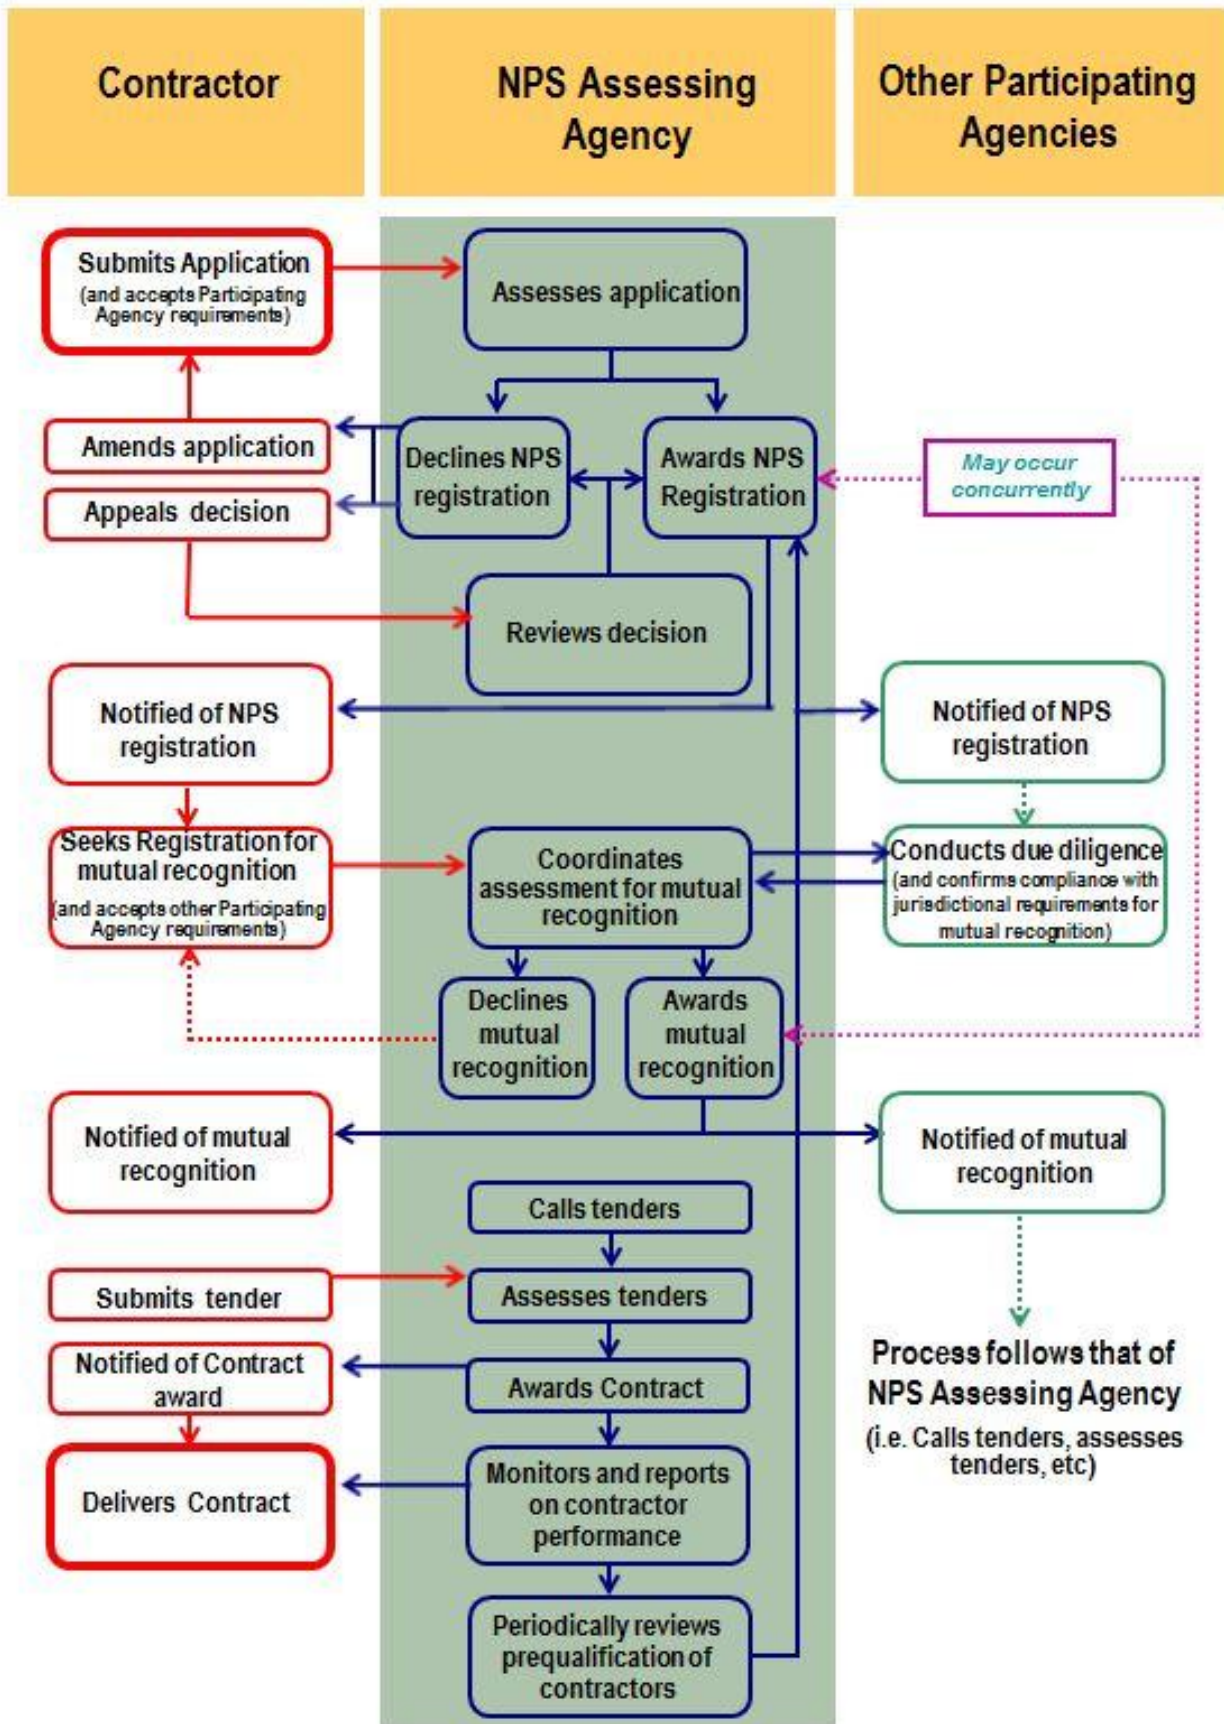 Contractor
NPS Assessing
Agency
Other Participating
Agencies
Submits Application
(and accepts Participating
Agency requirements)
Assesses application
Amends application
Appeals decision
Declines NPS
registration
Awards NPS
Registration
May occur
concurrently
Reviews decision
Notified of NPS
registration
Notified of NPS
registration
Seeks Registration for
mutual recognition
(and accepts other Participating
Agency requirements)
Coordinates
assessment for mutual
recognition
Conducts due diligence
(and confirms compliance with
jurisdictional requirements for
mutual recognition)
Declines
mutual
recognition
Awards
mutual
recognition
Notified of mutual
recognition
Notified of mutual
recognition
Calls tenders
Submits tender
Assesses tenders
Notified of Contract
award
Awards Contract
Process follows that of
NPS Assessing Agency
(i.e. Calls tenders, assesses
tenders, etc)
Delivers Contract
Monitors and reports
on contractor
performance
Periodically reviews
prequalification of
contractors